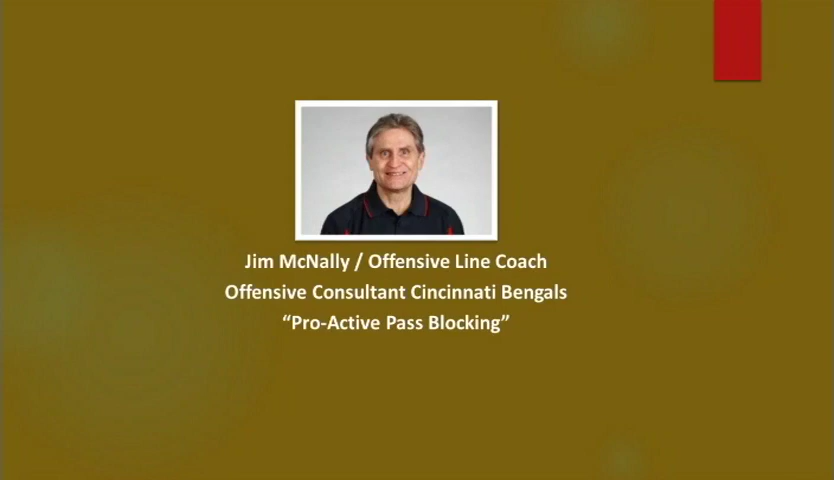 Jim McNally / Offensive Line Coach
Offensive Consultant Cincinnati Bengals
“Pro-Active Pass Blocking”